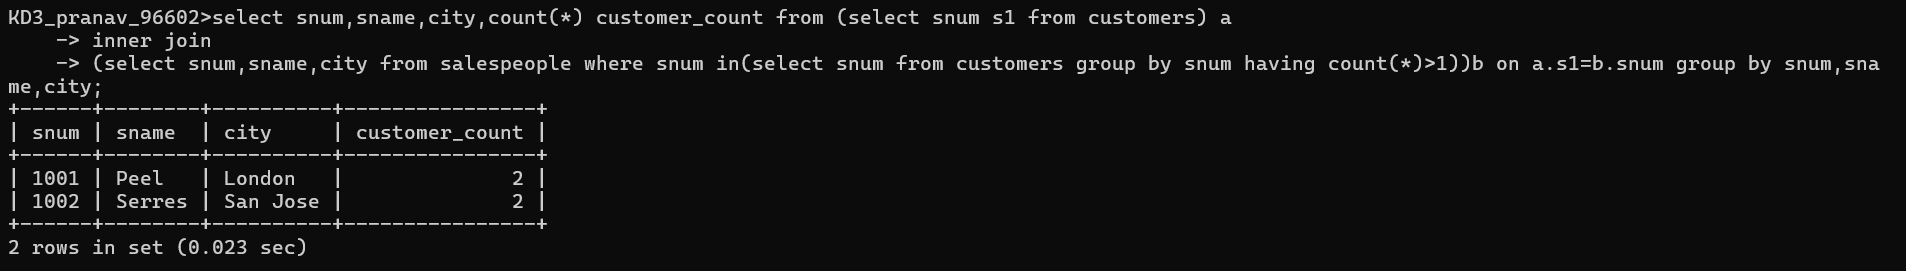 KD3_pranav_96602>select snum,sname,city,count(*) customer_count from (select snum s1 from customers) a
    -> inner join
    -> (select snum,sname,city from salespeople where snum in(select snum from customers group by snum having count(*)>1))b on a.s1=b.snum group by snum,sna
me,city;
+------+--------+----------+----------------+
| snum | sname  | city     | customer_count |
+------+--------+----------+----------------+
| 1001 | Peel   | London   |              2 |
| 1002 | Serres | San Jose |              2 |
+------+--------+----------+----------------+
2 rows in set (0.023 sec)